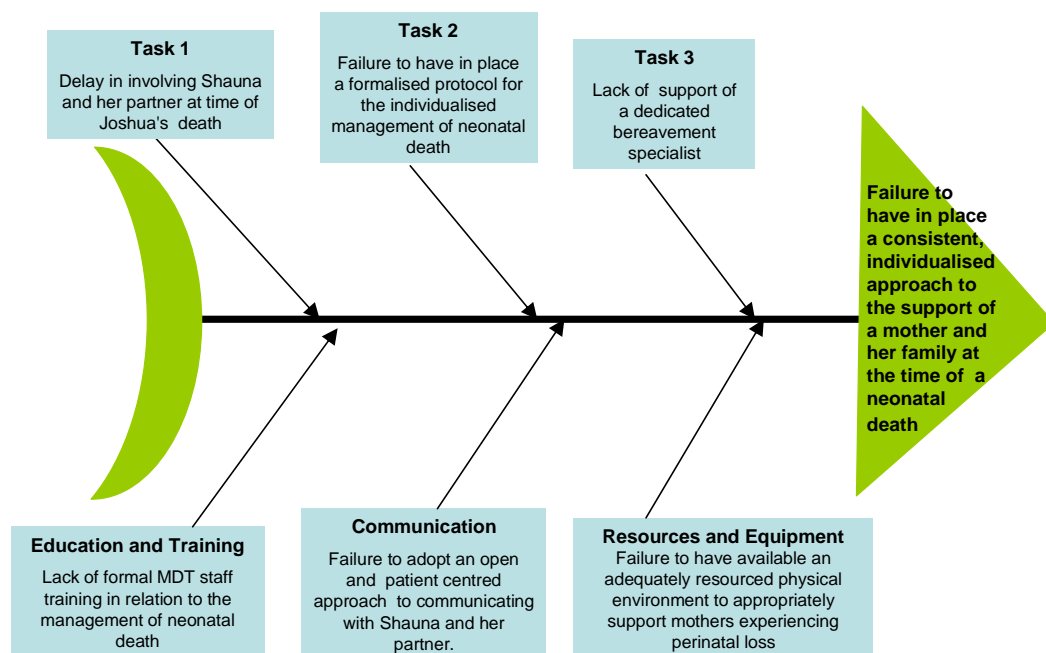 Task 1
Delay in involving Shauna
and her partner at time of
Joshua's death
Task 2
Failure to have in place
a formalised protocol for
the individualised
management of neonatal
death
Task 3
Lack of support of
a dedicated
bereavement
specialist
Failure to
have in place
a consistent,
individualised
approach to
the support of
a mother and
her family at
the time of a
neonatal
death
Education and Training
Lack of formal MDT staff
training in relation to the
management of neonatal
death
Communication
Failure to adopt an open
and patient centred
approach to communicating
with Shauna and her
partner.
Resources and Equipment
Failure to have available an
adequately resourced physical
environment to appropriately
support mothers experiencing
perinatal loss